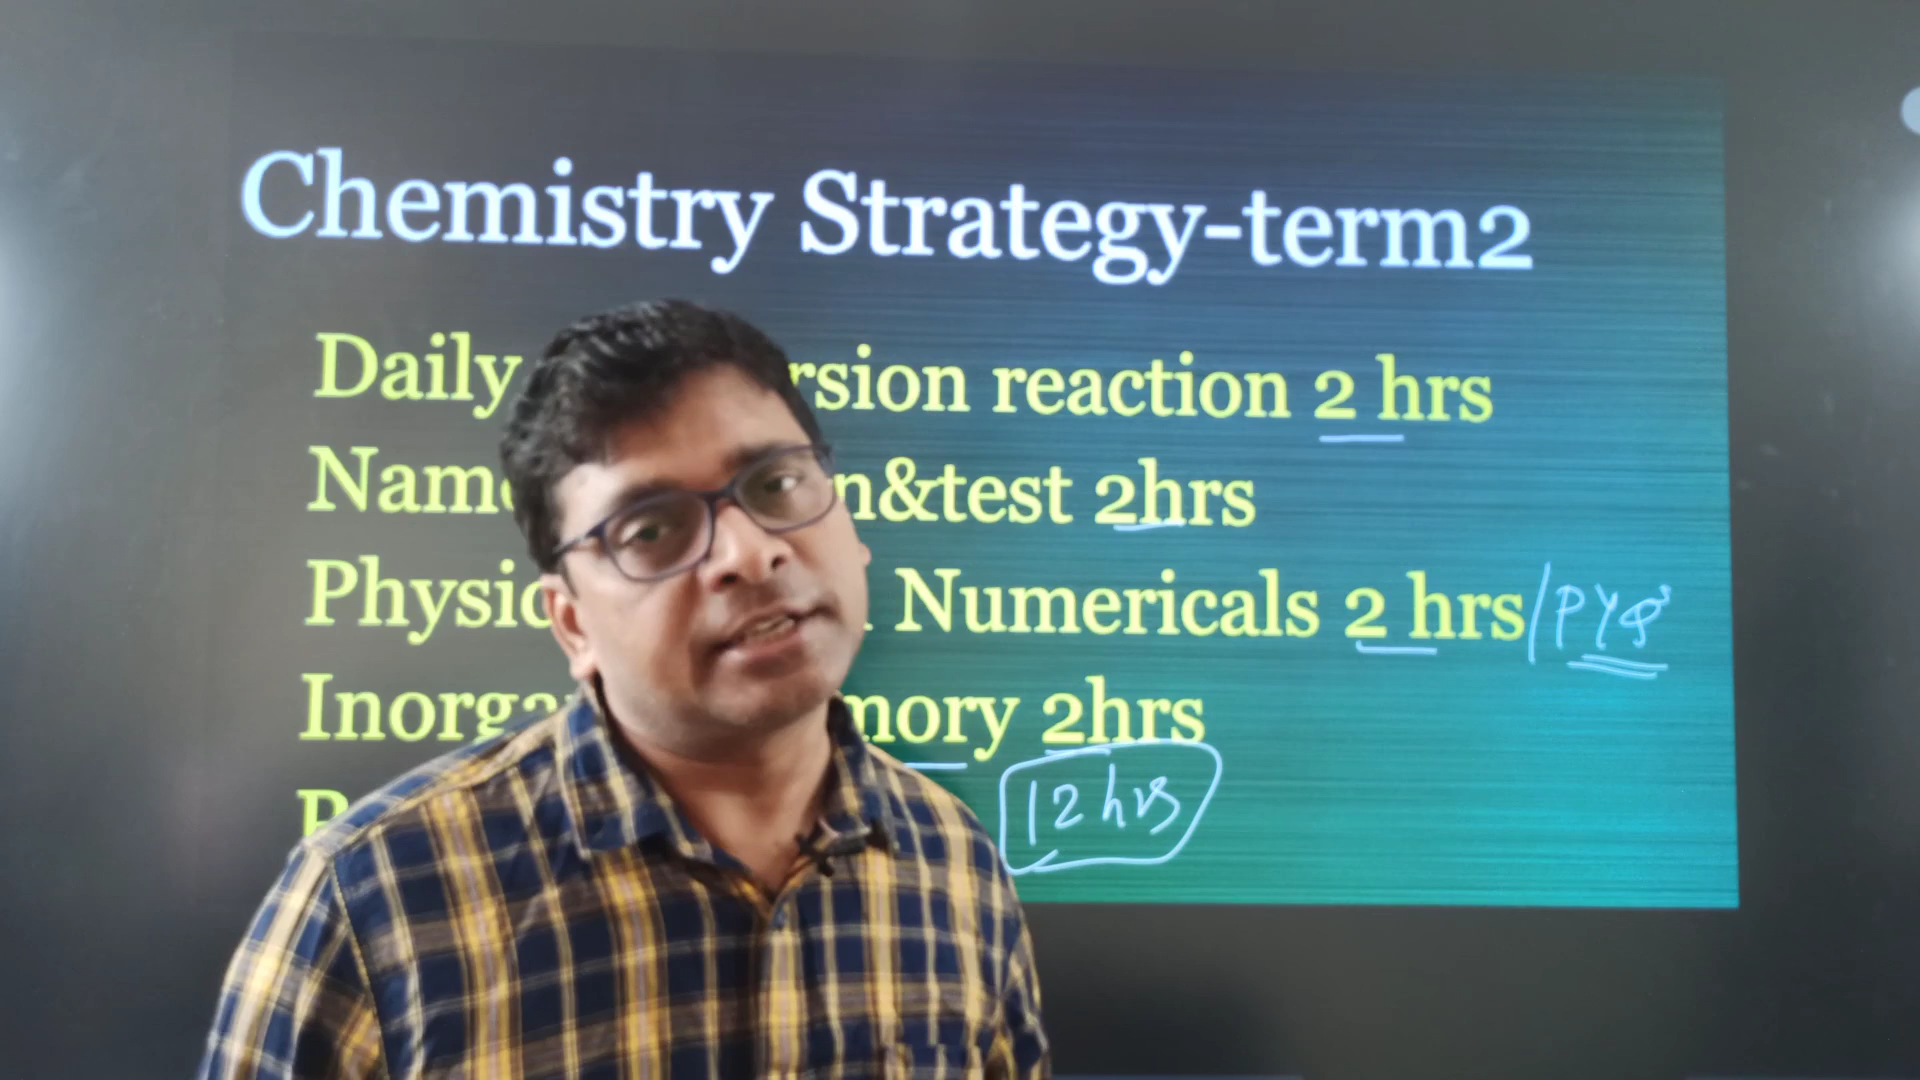 Chemistry Strategy-term2
Daily rsion reaction 2 hrs
Nam n&test 2hrs
Physic Numericals 2 hrs/PYQ's
Inorga mory 2hrs
12 hrs